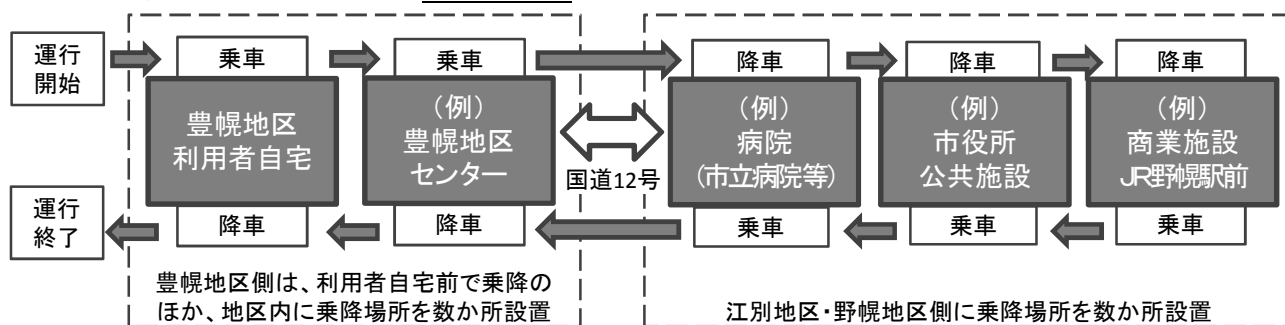 運行
開始
乗車
乗車
降車
降車
降車
豊幌地区
利用者自宅
(例)
豊幌地区
センター
国道12号
(例)
病院
(市立病院等)
(例)
市役所
公共施設
(例)
商業施設
JR野幌駅前
運行
終了
降車
降車
乗車
乗車
乗車
豊幌地区側は、利用者自宅前で乗降の
ほか、地区内に乗降場所を数か所設置
江別地区・野幌地区側に乗降場所を数か所設置